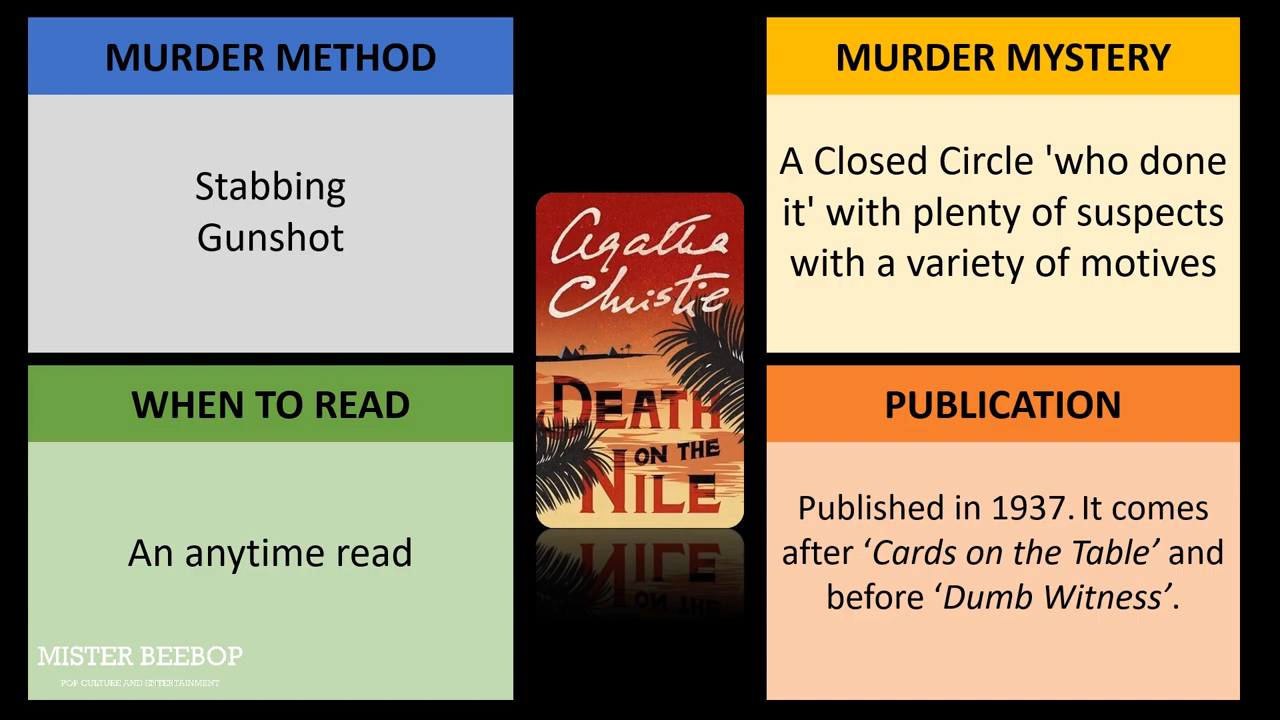 MURDER METHOD
Stabbing
Gunshot
MURDER MYSTERY
A Closed Circle 'who done
it' with plenty of suspects
with a variety of motives
Agatha
Christie
DEATH
ON THE
NILE
WHEN TO READ
An anytime read
PUBLICATION
Published in 1937. It comes
after ‘Cards on the Table’ and
before ‘Dumb Witness’.
MISTER BEEBOP
POP CULTURE AND ENTERTAINMENT